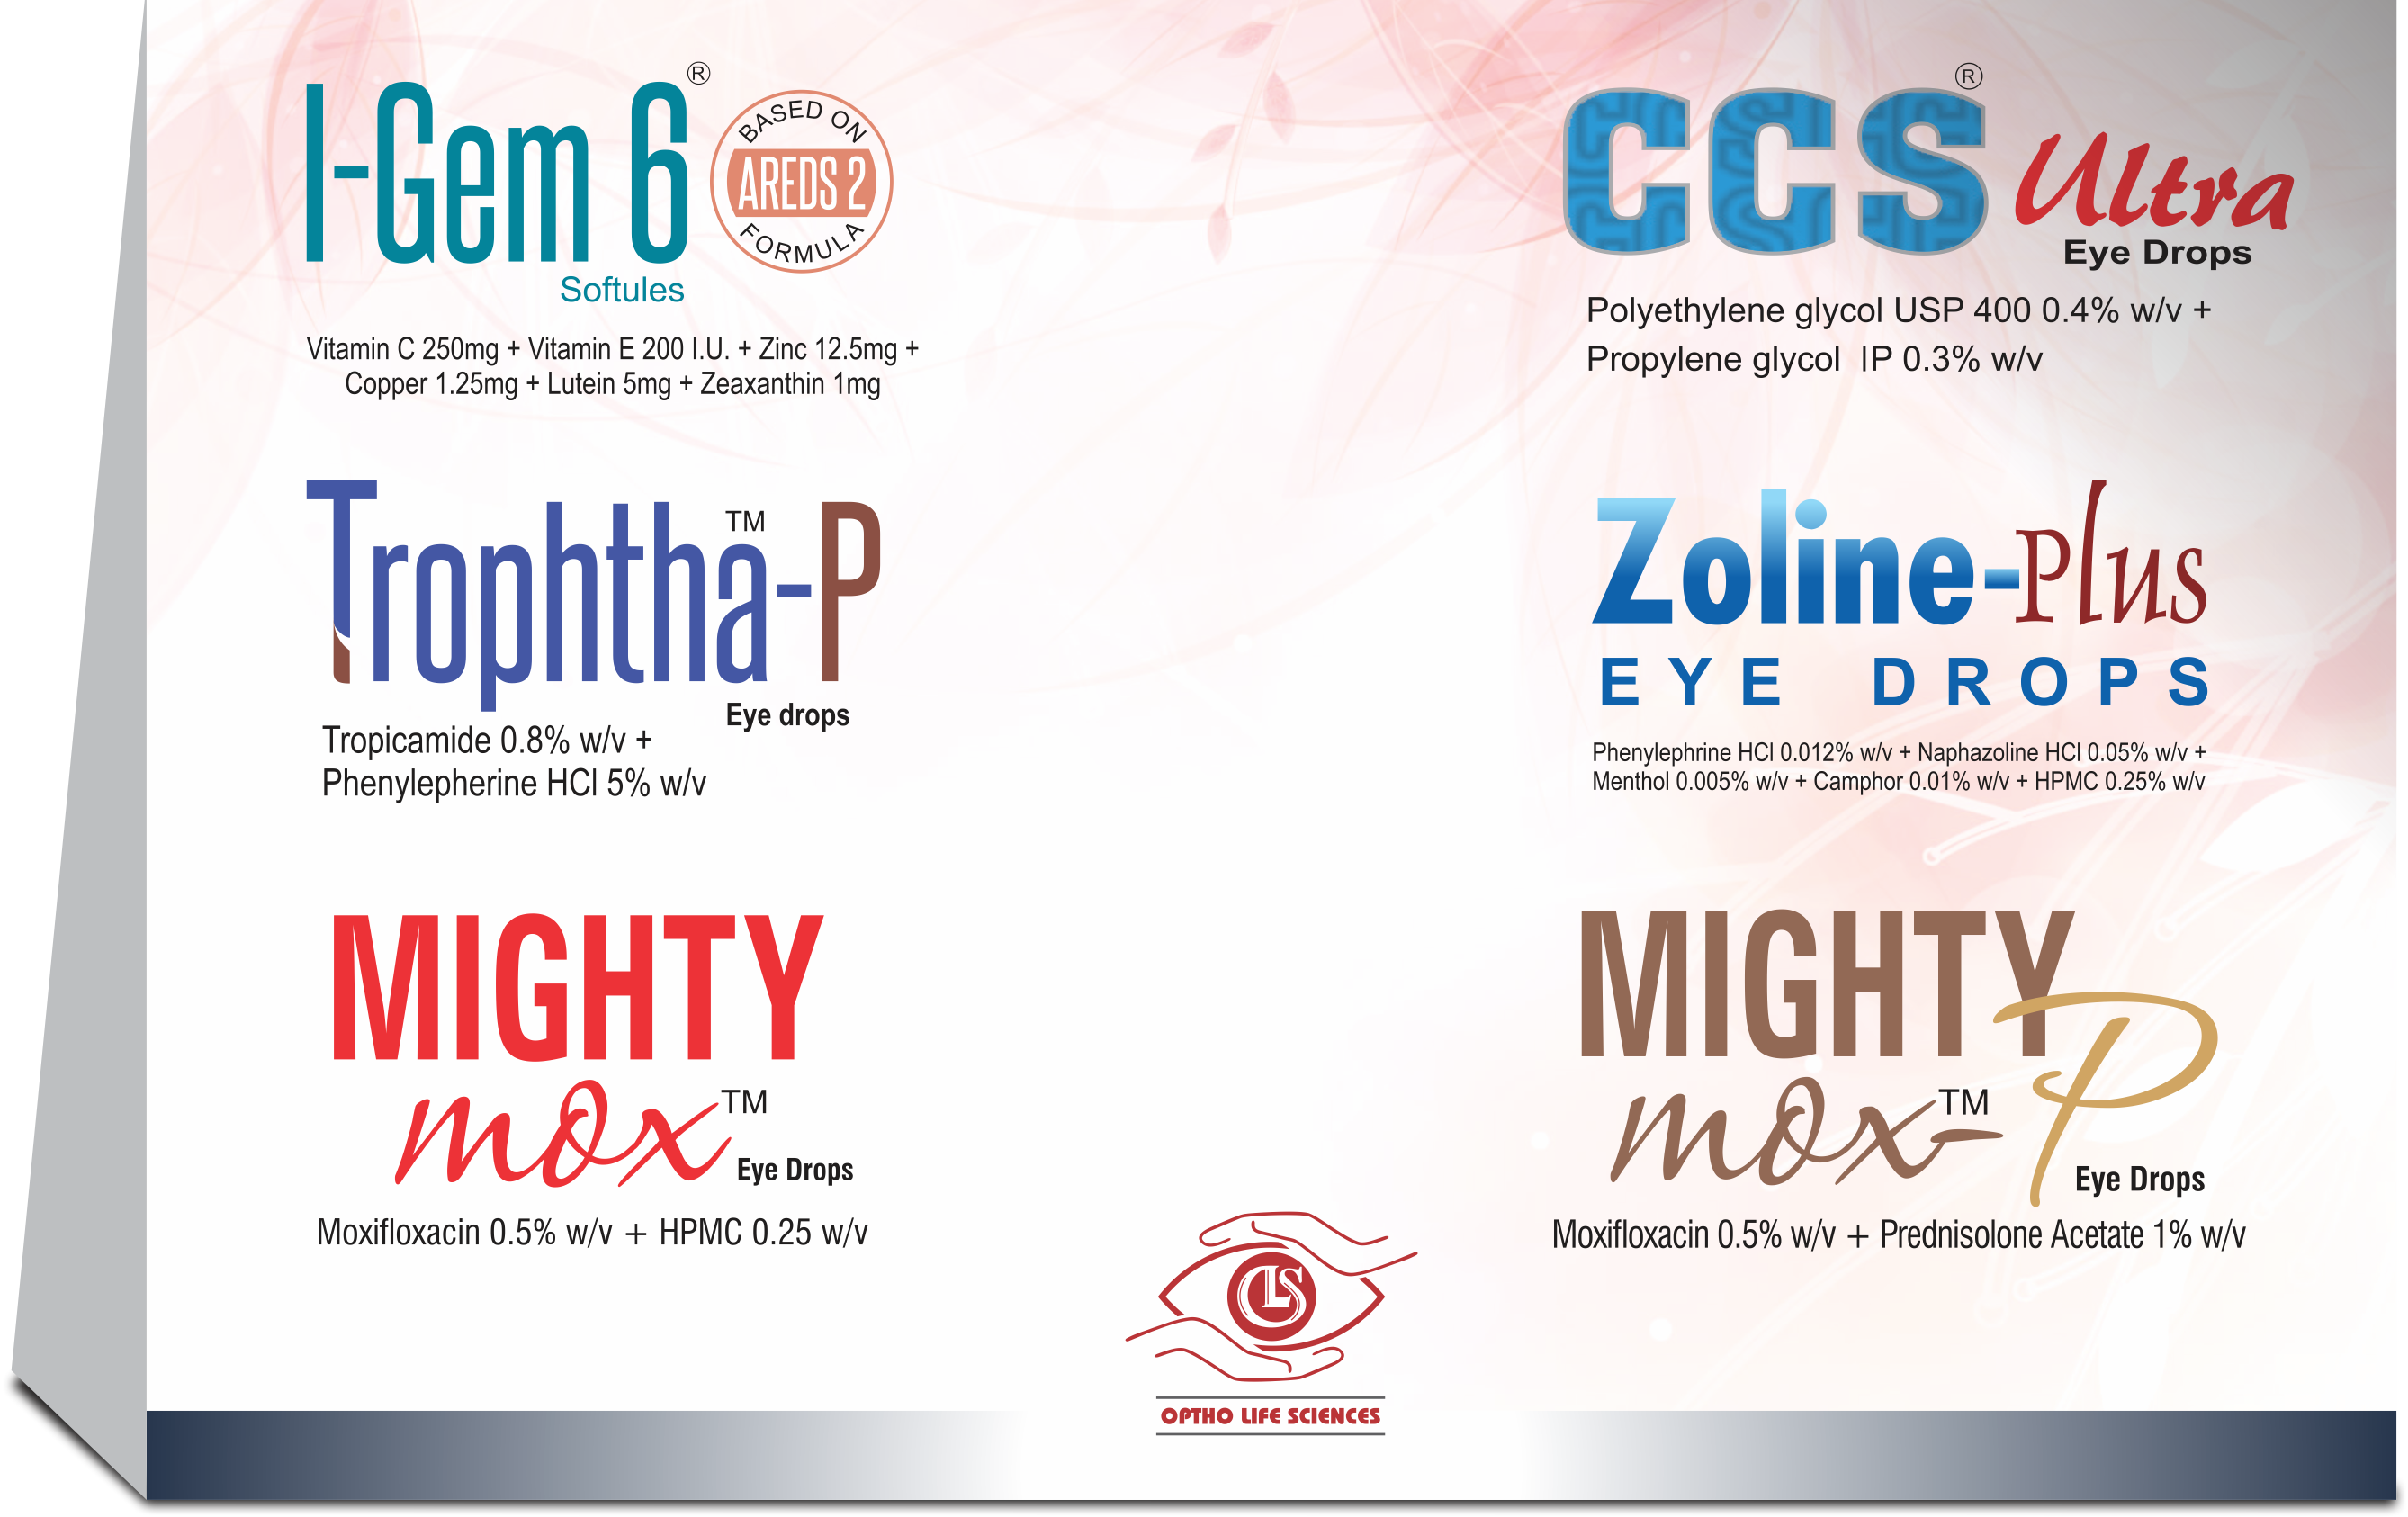 I-Gem 6®
BASED ON
AREDS 2
FORMULA
Softules
Vitamin C 250mg + Vitamin E 200 I.U. + Zinc 12.5mg +
Copper 1.25mg + Lutein 5mg + Zeaxanthin 1mg
CCS® Ultra
Eye Drops
Polyethylene glycol USP 400 0.4% w/v +
Propylene glycol IP 0.3% w/v
Trophtha-P™
Eye drops
Tropicamide 0.8% w/v +
Phenylepherine HCl 5% w/v
Zoline-Plus
EYE DROPS
Phenylephrine HCl 0.012% w/v + Naphazoline HCl 0.05% w/v +
Menthol 0.005% w/v + Camphor 0.01% w/v + HPMC 0.25% w/v
MIGHTY
mox™
Eye Drops
Moxifloxacin 0.5% w/v + HPMC 0.25 w/v
MIGHTY
mox-P™
Eye Drops
Moxifloxacin 0.5% w/v + Prednisolone Acetate 1% w/v
OLS
OPTHO LIFE SCIENCES